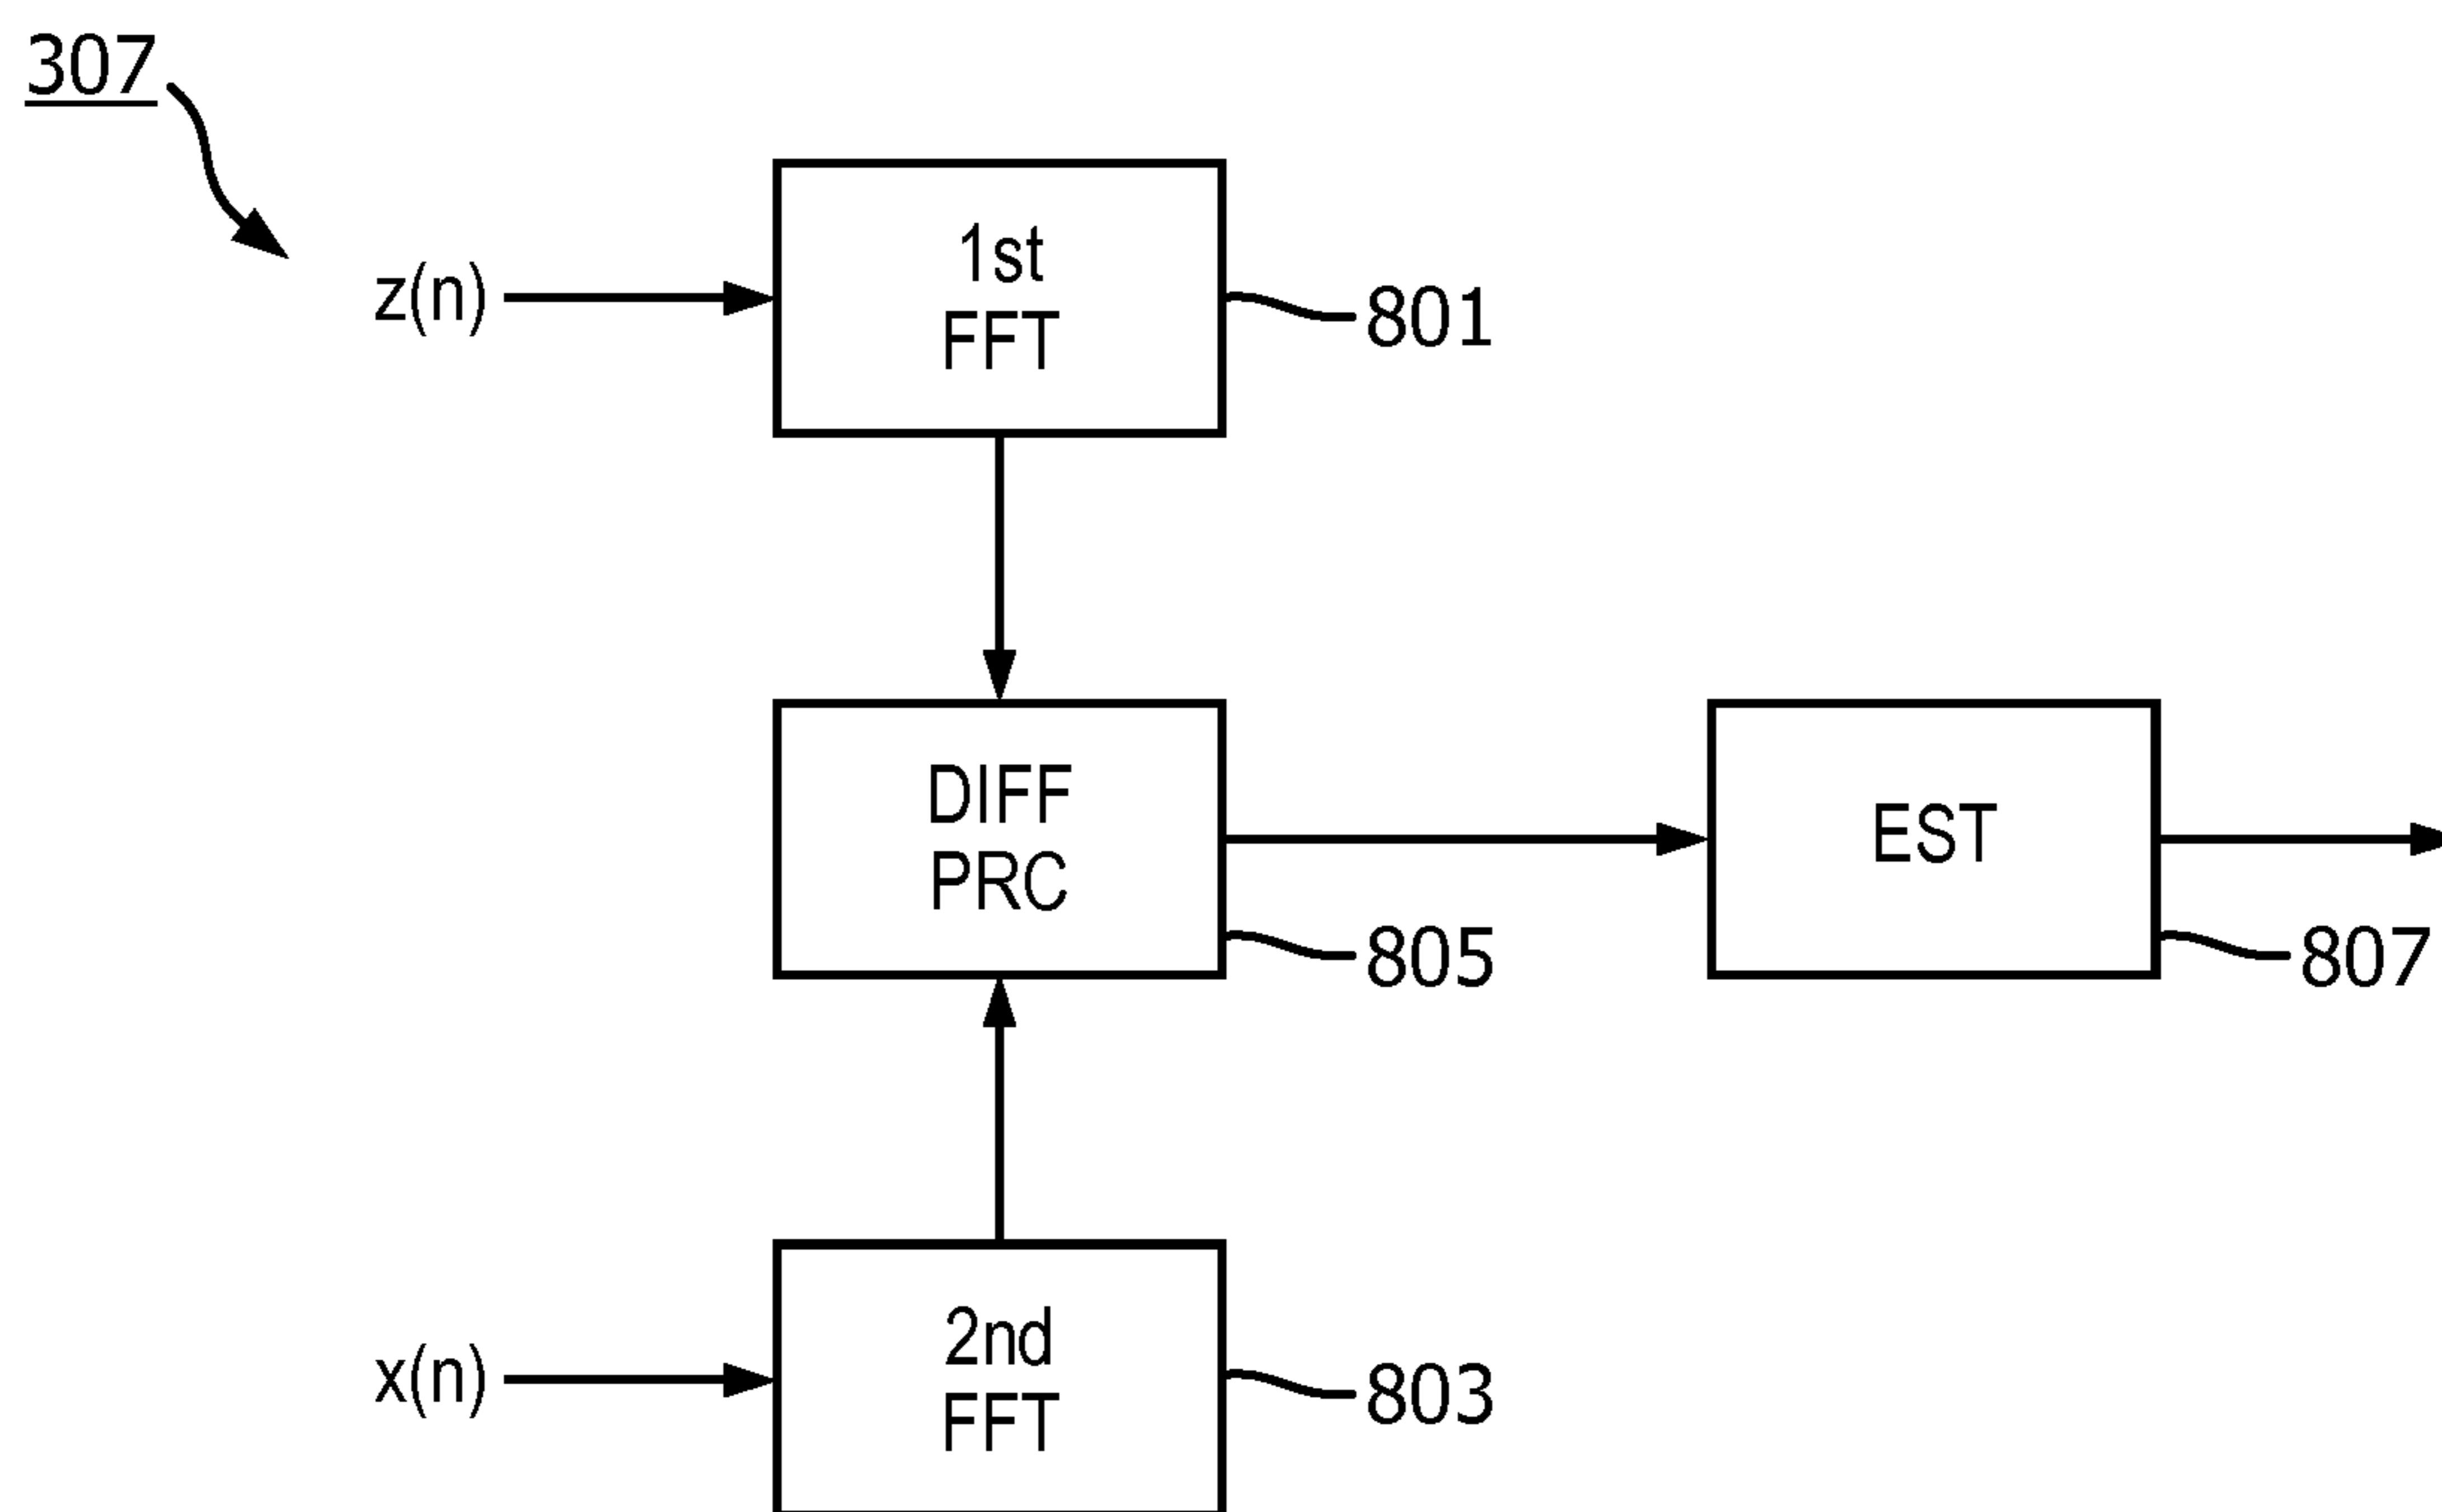 307
1st
FFT
z(n)
801
DIFF
PRC
EST
805
807
2nd
FFT
x(n)
803